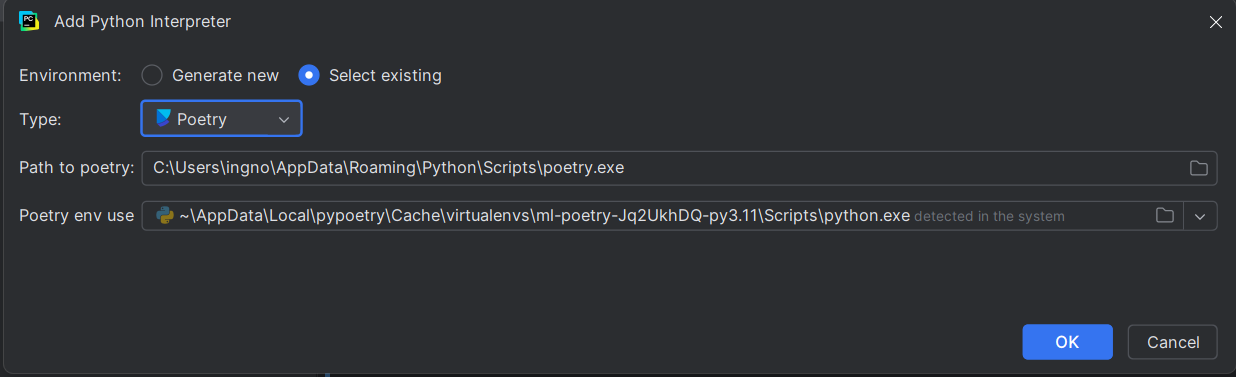 PC
Add Python Interpreter
Environment: Generate new Select existing
Type: Poetry
Path to poetry: C:\Users\ingno\AppData\Roaming\Python\Scripts\poetry.exe
Poetry env use ~\AppData\Local\pypoetry\Cache\virtualenvs\ml-poetry-Jq2UkhDQ-py3.11\Scripts\python.exe detected in the system
OK Cancel